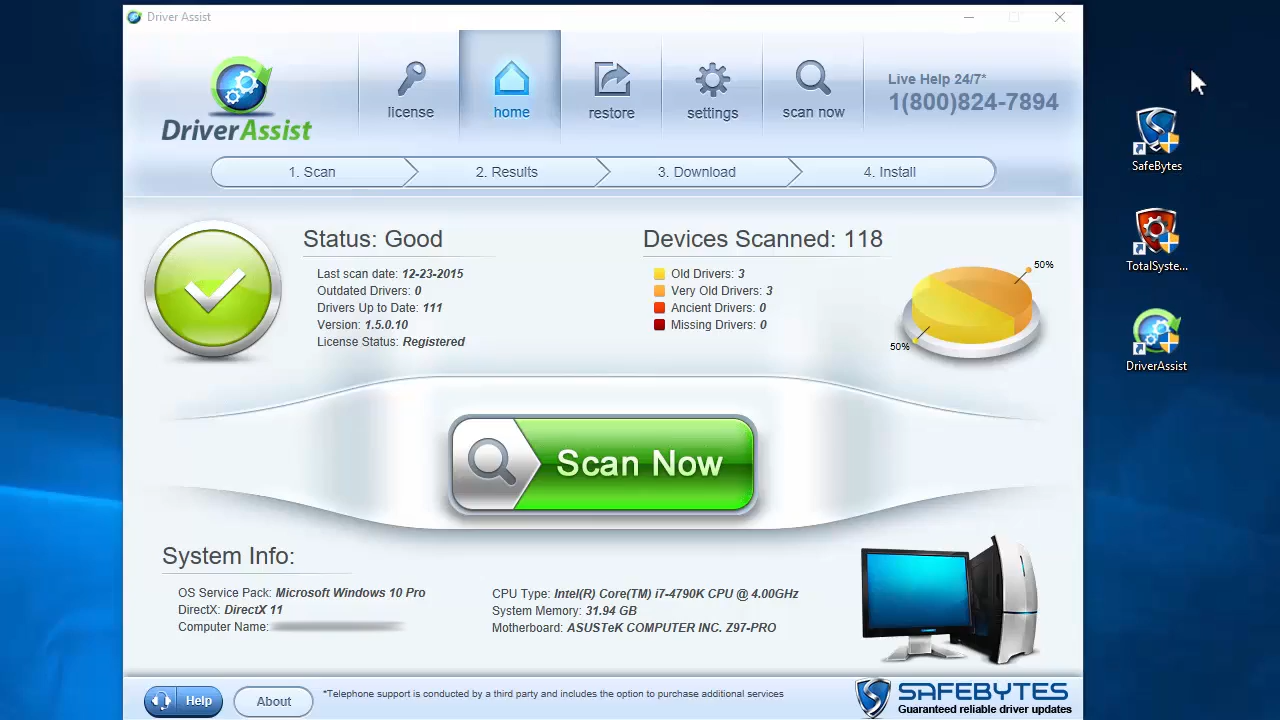 Driver Assist
DriverAssist
license
home
restore
settings
scan now
Live Help 24/7*
1(800)824-7894
1. Scan
2. Results
3. Download
4. Install
Status: Good
Last scan date: 12-23-2015
Outdated Drivers: 0
Drivers Up to Date: 111
Version: 1.5.0.10
License Status: Registered
Devices Scanned: 118
Old Drivers: 3
Very Old Drivers: 3
Ancient Drivers: 0
Missing Drivers: 0
50%
50%
Scan Now
System Info:
OS Service Pack: Microsoft Windows 10 Pro
DirectX: DirectX 11
Computer Name:
CPU Type: Intel(R) Core(TM) i7-4790K CPU @ 4.00GHz
System Memory: 31.94 GB
Motherboard: ASUSTeK COMPUTER INC. Z97-PRO
Help
About
*Telephone support is conducted by a third party and includes the option to purchase additional services
SAFEBYTES
Guaranteed reliable driver updates
SafeBytes
TotalSyste...
DriverAssist